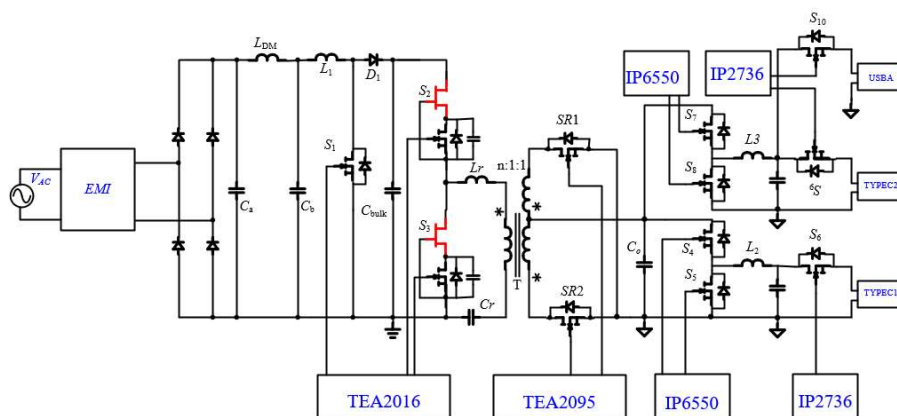 S10
LDM
L1
D1
IP6550
IP2736
USBA
S2
S7
SR1
L3
S1
n:1:1
S8
VAC
EMI
Lr
6S
TYPEC2
Ca
Cb
Cbulk
*
*
S3
Co
S4
L2
S6
T
*
S5
SR2
TYPEC1
Cr
TEA2016
TEA2095
IP6550
IP2736